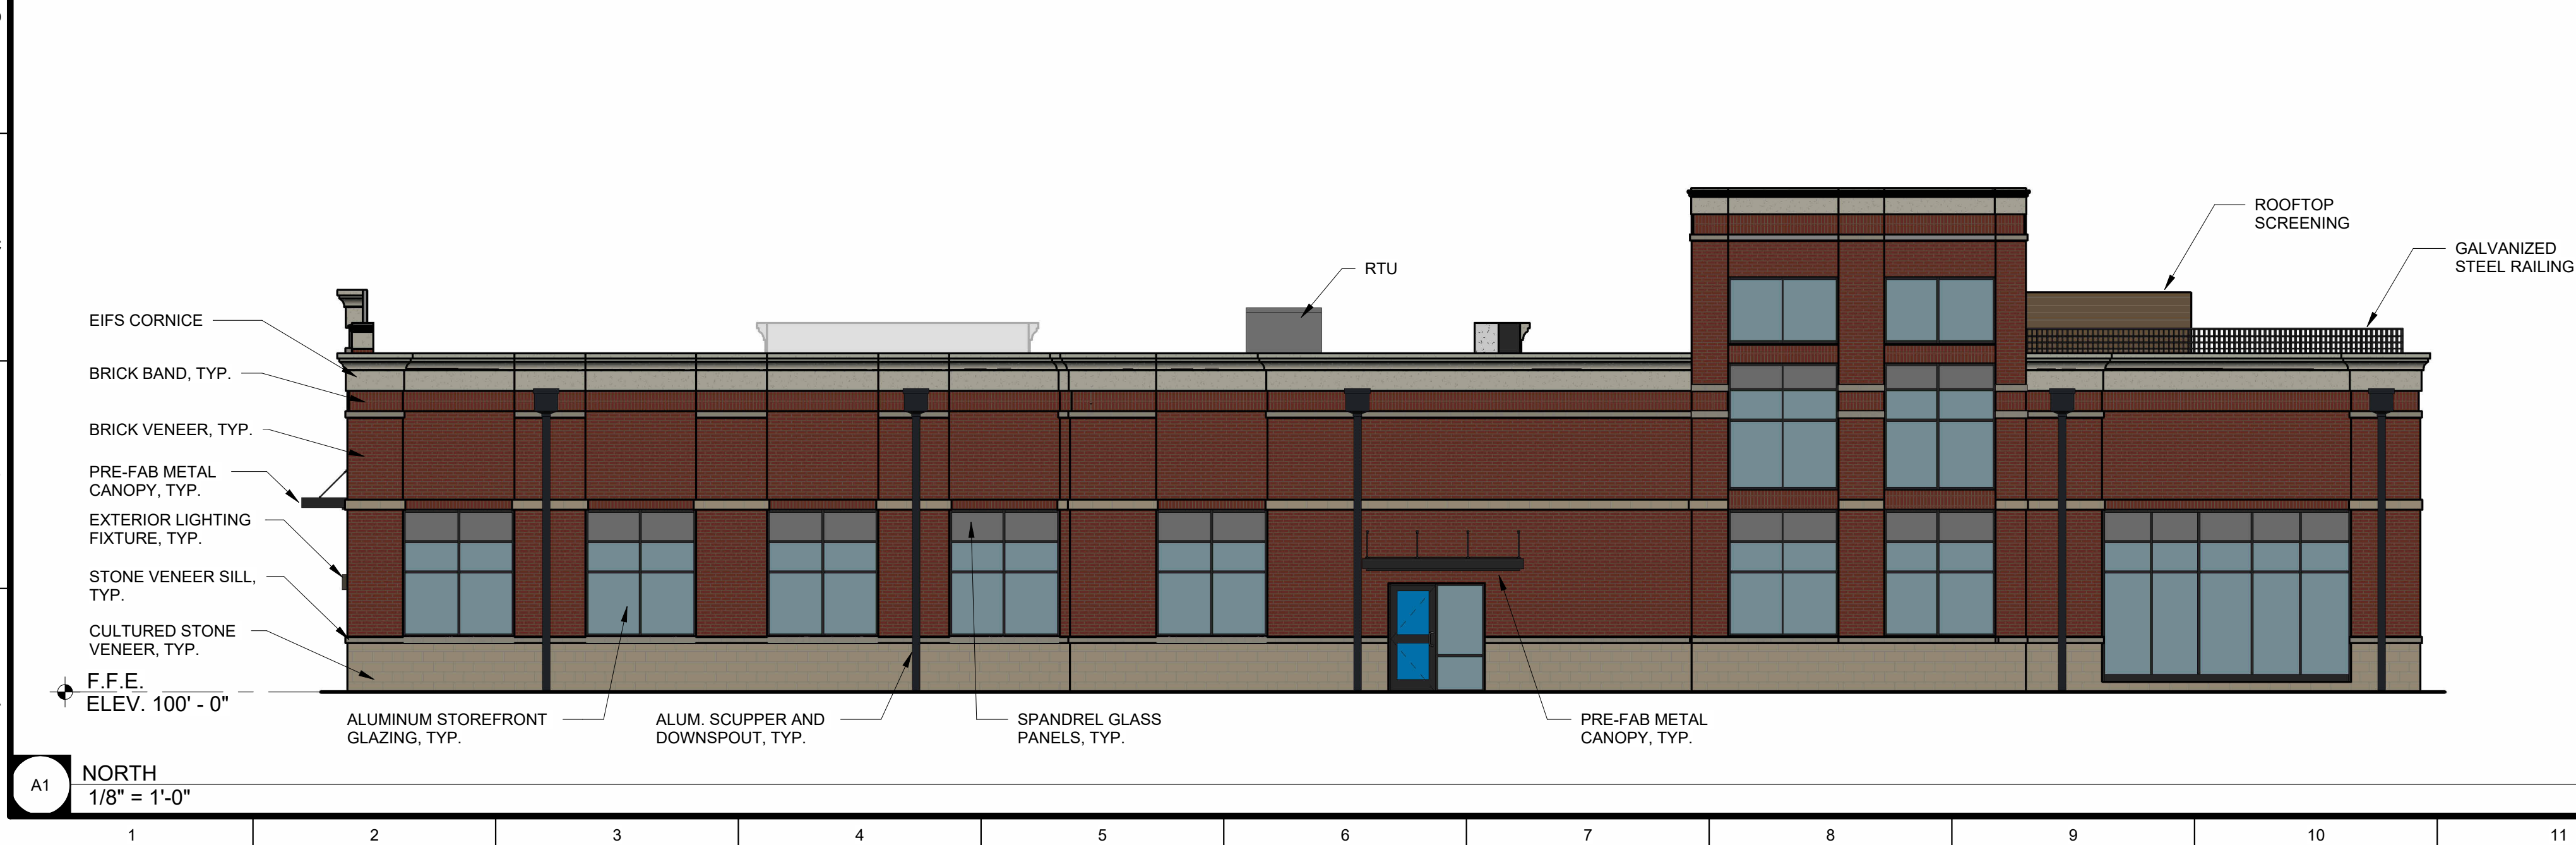 ROOFTOP
SCREENING
GALVANIZED
STEEL RAILING
RTU
EIFS CORNICE
BRICK BAND, TYP.
BRICK VENEER, TYP.
PRE-FAB METAL
CANOPY, TYP.
EXTERIOR LIGHTING
FIXTURE, TYP.
STONE VENEER SILL,
TYP.
CULTURED STONE
VENEER, TYP.
F.F.E.
ELEV. 100' - 0"
ALUMINUM STOREFRONT
GLAZING, TYP.
ALUM. SCUPPER AND
DOWNSPOUT, TYP.
SPANDREL GLASS
PANELS, TYP.
PRE-FAB METAL
CANOPY, TYP.
A1
NORTH
1/8" = 1'-0"
1 2 3 4 5 6 7 8 9 10 11